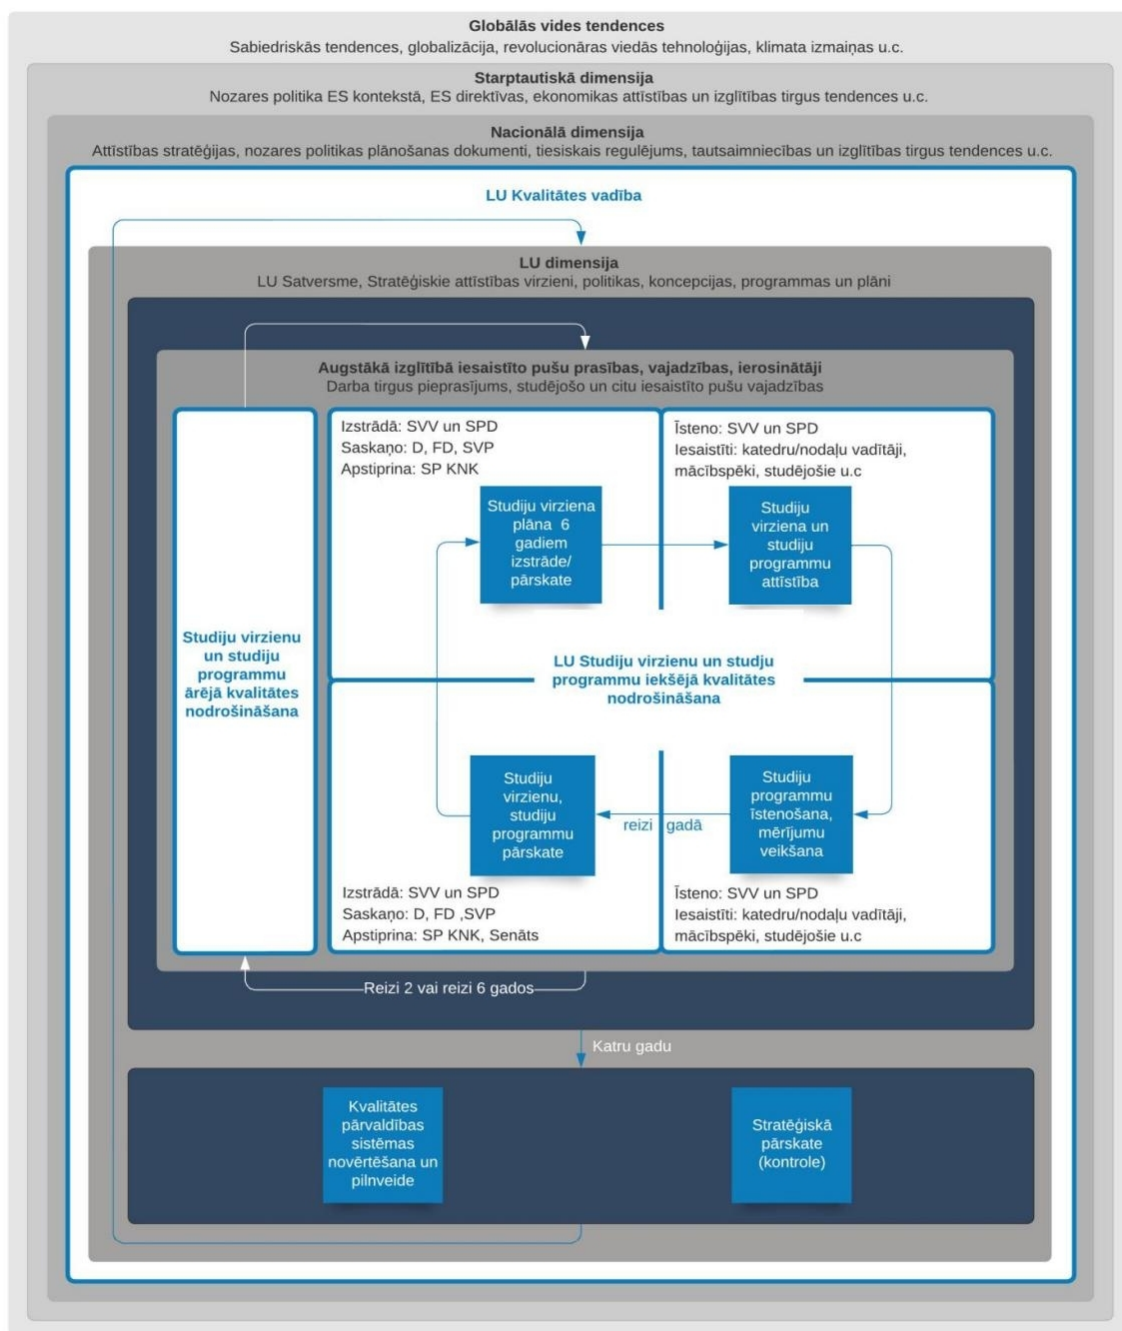 Globālās vides tendences
Sabiedriskās tendences, globalizācija, revolucionāras viedās tehnoloģijas, klimata izmaiņas u.c.
Starptautiskā dimensija
Nozares politika ES kontekstā, ES direktīvas, ekonomikas attīstības un izglītības tirgus tendences u.c.
Nacionālā dimensija
Attīstības stratēģijas, nozares politikas plānošanas dokumenti, tiesiskais regulējums, tautsaimniecības un izglītības tirgus tendences u.c.
LU Kvalitātes vadība
LU dimensija
LU Satversme, Stratēģiskie attīstības virzieni, politikas, koncepcijas, programmas un plāni
Augstākā izglītībā iesaistīto pušu prasības, vajadzības, ierosinātāji
Darba tirgus pieprasījums, studējošo un citu iesaistīto pušu vajadzības
Studiju virzienu
un studiju
programmu
ārējā kvalitātes
nodrošināšana
Izstrādā: SVV un SPD
Saskaņo: D, FD, SVP
Apstiprina: SP KNK
Studiju virziena
plāna 6
gadiem
izstrāde/
pārskate
Īsteno: SVV un SPD
Iesaistīti: katedru/nodaļu vadītāji,
mācībspēki, studējošie u.c
Studiju
virziena un
studiju
programmu
attīstība
LU Studiju virzienu un studju
programmu iekšējā kvalitātes
nodrošināšana
Studiju
virzienu,
studiju
programmu
pārskate
reizi gadā
Studiju
programmu
īstenošana,
mērījumu
veikšana
Izstrādā: SVV un SPD
Saskaņo: D, FD ,SVP
Apstiprina: SP KNK, Senāts
Īsteno: SVV un SPD
Iesaistīti: katedru/nodaļu vadītāji,
mācībspēki, studējošie u.c
Reizi 2 vai reizi 6 gados
Katru gadu
Kvalitātes
pārvaldības
sistēmas
novērtēšana un
pilnveide
Stratēģiskā
pārskate
(kontrole)